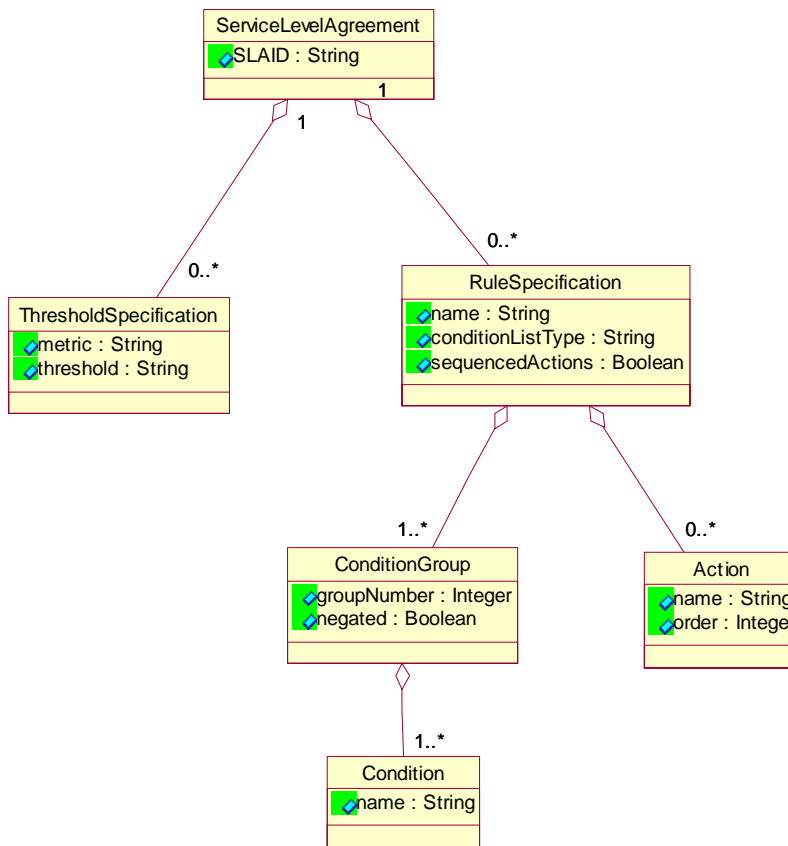 ServiceLevelAgreement
SLAID : String
1
1
0..*
0..*
ThresholdSpecification
metric : String
threshold : String
RuleSpecification
name : String
conditionListType : String
sequencedActions : Boolean
1..*
0..*
ConditionGroup
groupNumber : Integer
negated : Boolean
Action
name : String
order : Intege
1..*
Condition
name : String